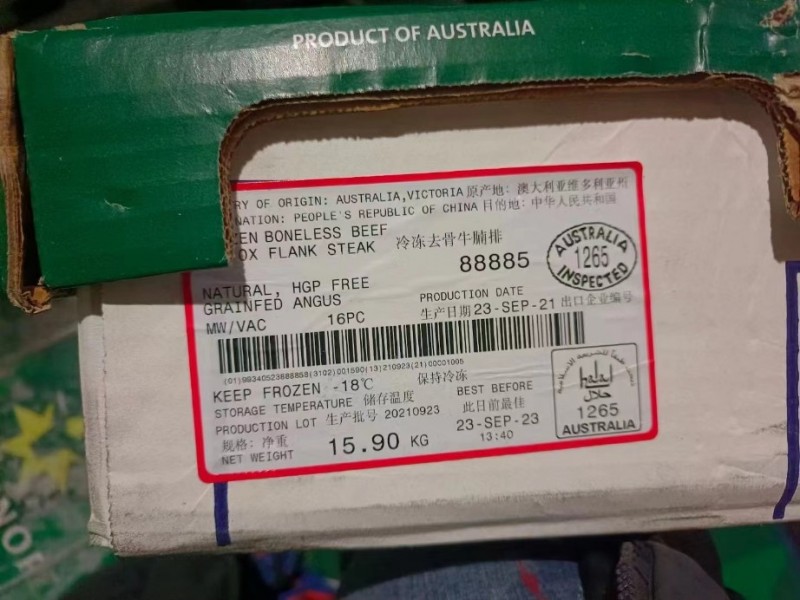 PRODUCT OF AUSTRALIA
RY OF ORIGIN: AUSTRALIA,VICTORIA 原产地: 澳大利亚维多利亚州
NATION: PEOPLE'S REPUBLIC OF CHINA 目的地: 中华人民共和国
EN BONELESS BEEF
OX FLANK STEAK 冷冻去骨牛腩排
88885
AUSTRALIA
1265
INSPECTED
NATURAL, HGP FREE
GRAINFED ANGUS
MW/VAC 16PC
PRODUCTION DATE
生产日期 23-SEP-21 出口企业编号
(01)99340523888858(3102)001590(13)210923(21)00001095
KEEP FROZEN -18℃ 保持冷冻
STORAGE TEMPERATURE 储存温度
PRODUCTION LOT 生产批号 20210923
规格: 净重
NET WEIGHT 15.90 KG
BEST BEFORE
此日前最佳
23-SEP-23
13:40
حلال
1265
AUSTRALIA